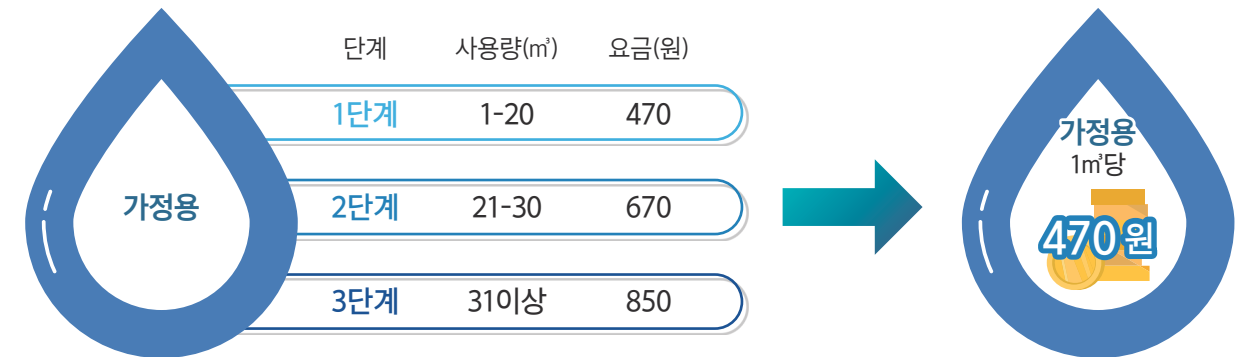 단계 사용량(㎥) 요금(원)
1단계 1-20 470
가정용 2단계 21-30 670
3단계 31이상 850
가정용
1㎥당
470원